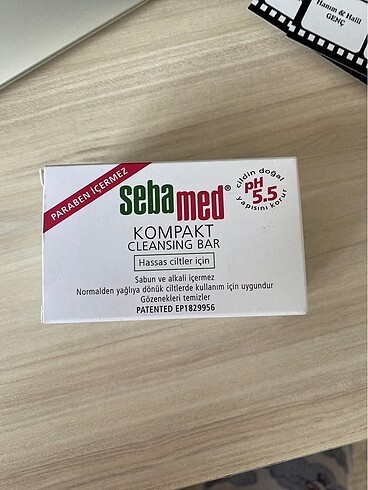 Hanım & Halil
GENÇ
PARABEN İÇERMEZ
sebamed®
cildin doğal
pH
5.5
yapısını korur
KOMPAKT
CLEANSING BAR
Hassas ciltler için
Sabun ve alkali içermez
Normalden yağlıya dönük ciltlerde kullanım için uygundur
Gözenekleri temizler
PATENTED EP1829956